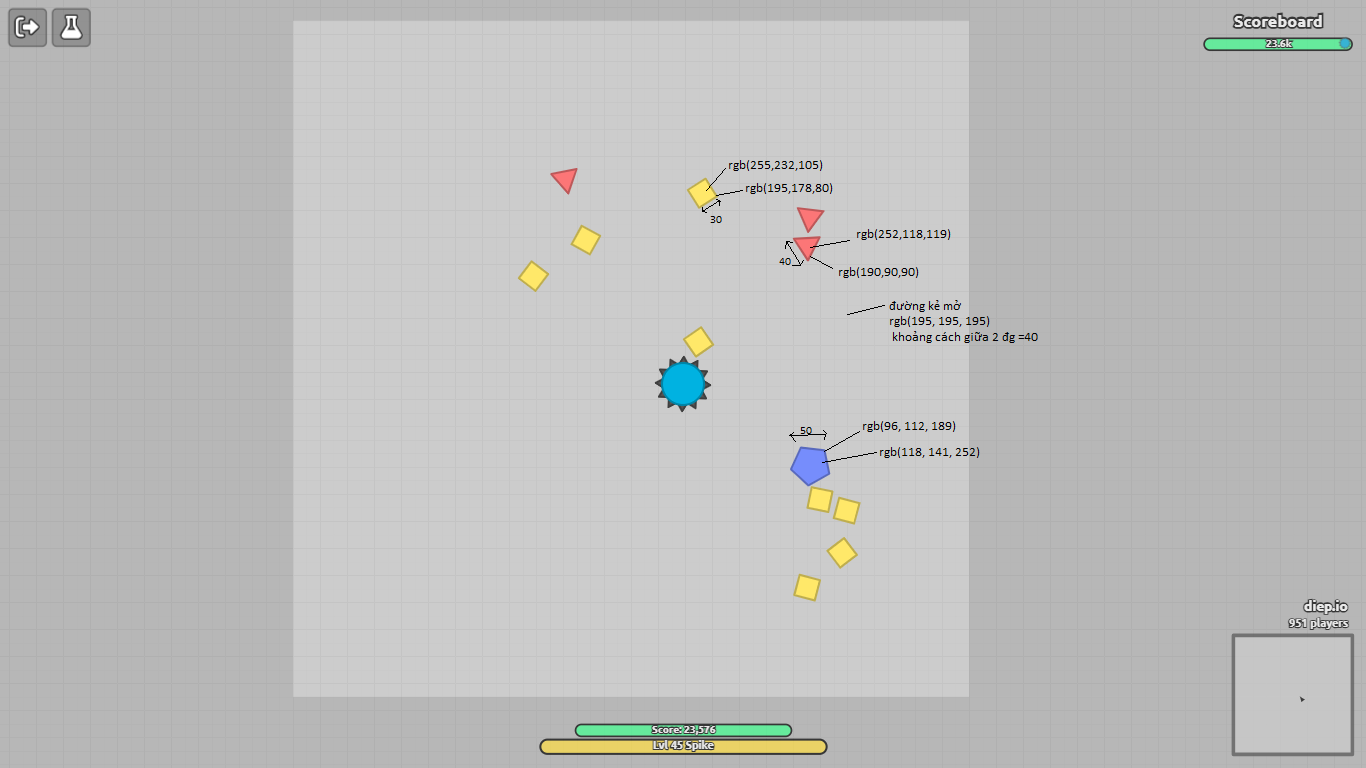 Scoreboard
23.6k
rgb(255,232,105)
rgb(195,178,80)
30
rgb(252,118,119)
40
rgb(190,90,90)
đường kẻ mở
rgb(195, 195, 195)
khoảng cách giữa 2 đg =40
50
rgb(96, 112, 189)
rgb(118, 141, 252)
diep.io
951 players
Score: 23,576
Lvl 45 Spike